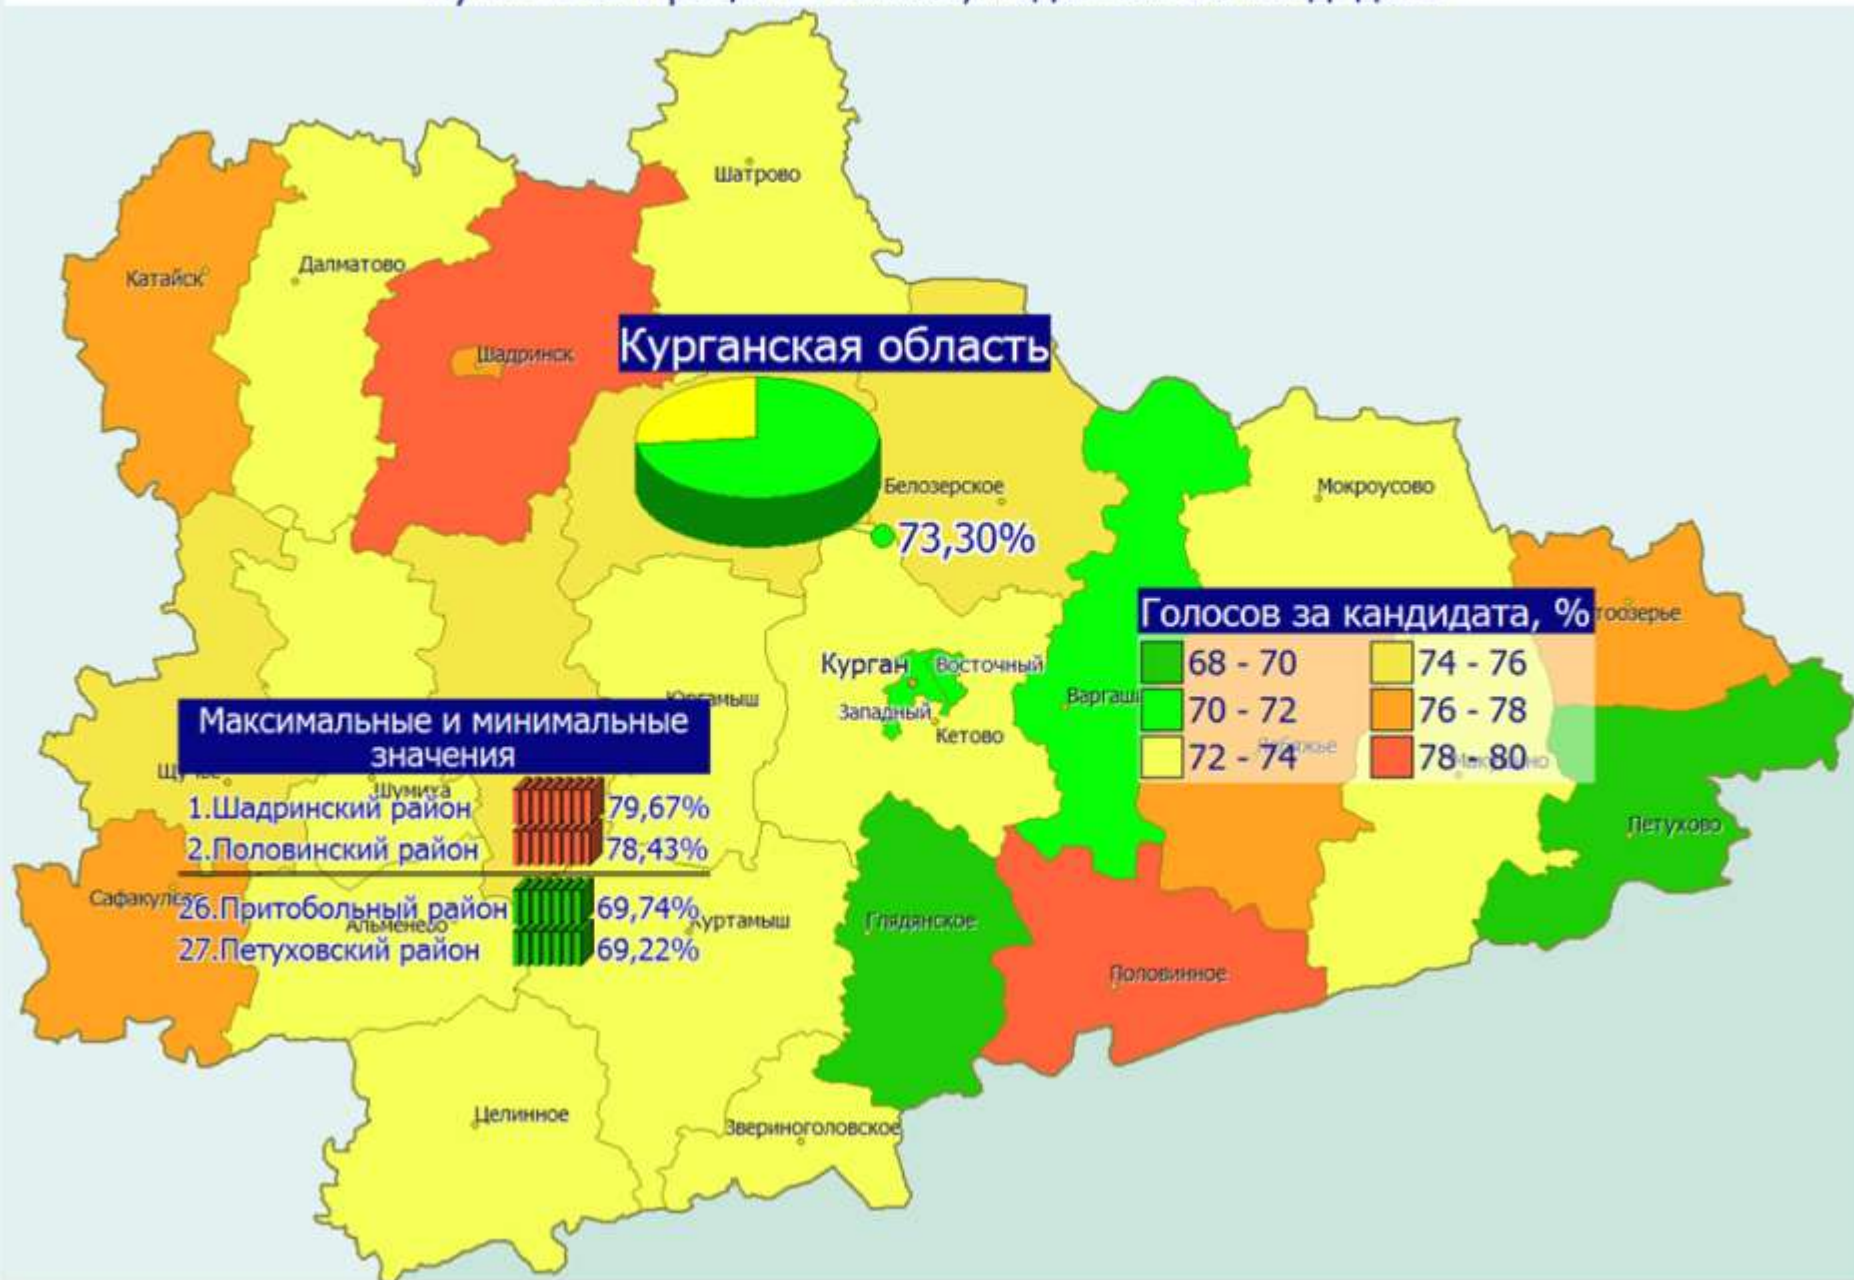 Шатрово
Катайск
Далматово
Шадринск
Курганская область
Белозерское
73,30%
Мокроусово
Голосов за кандидата, %
тоозерье
68 - 70
74 - 76
70 - 72
76 - 78
72 - 74
78 - 80
Курган
Восточный
Западный
Кетово
Варгаши
Лебяжье
Петухово
Юргамыш
Максимальные и минимальные
значения
Шумиха
1.Шадринский район
79,67%
2.Половинский район
78,43%
26.Притобольный район
69,74%
27.Петуховский район
69,22%
Альменево
Куртамыш
Глядянское
Половинное
Целинное
Звериноголовское